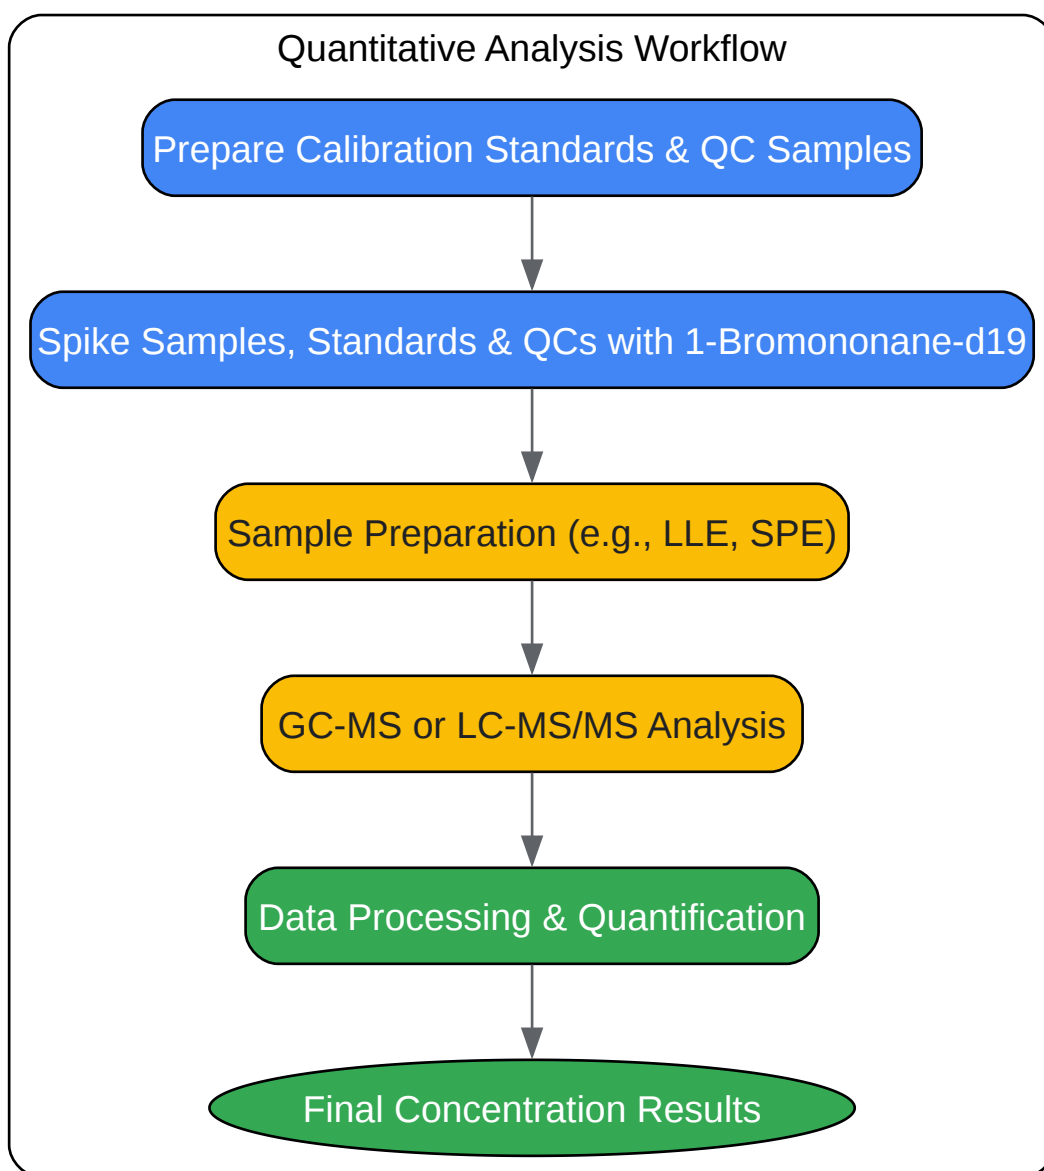 Quantitative Analysis Workflow
Prepare Calibration Standards & QC Samples
Spike Samples, Standards & QCs with 1-Bromononane-d19
Sample Preparation (e.g., LLE, SPE)
GC-MS or LC-MS/MS Analysis
Data Processing & Quantification
Final Concentration Results